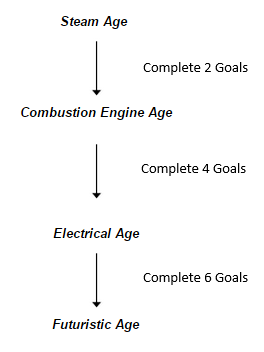 Steam Age
Complete 2 Goals
Combustion Engine Age
Complete 4 Goals
Electrical Age
Complete 6 Goals
Futuristic Age